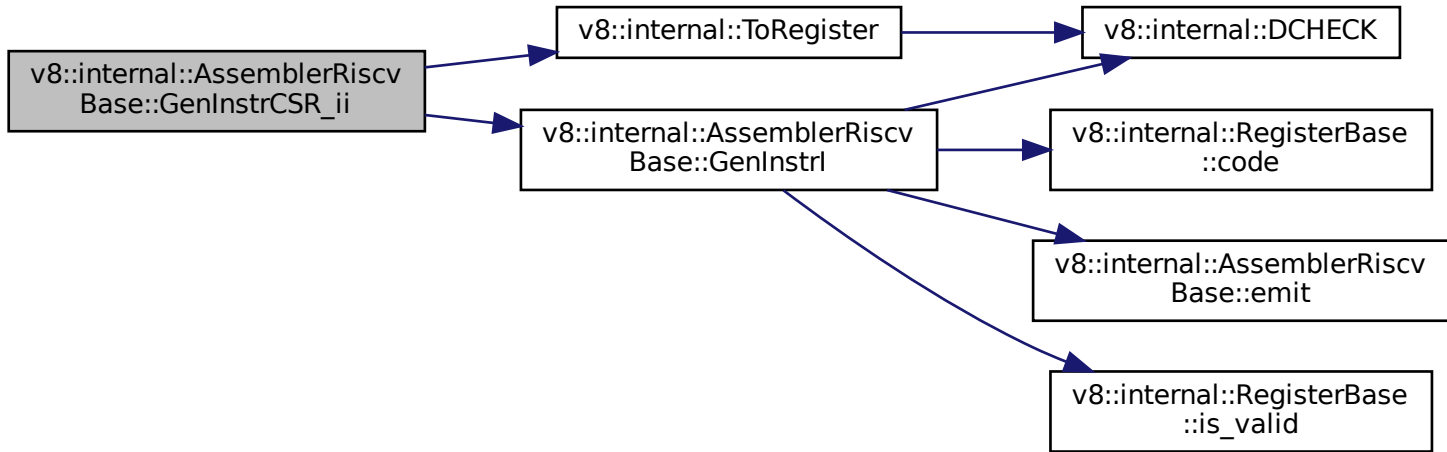 v8::internal::AssemblerRiscv
Base::GenInstrCSR_ii
v8::internal::ToRegister
v8::internal::AssemblerRiscv
Base::GenInstrI
v8::internal::DCHECK
v8::internal::RegisterBase
::code
v8::internal::AssemblerRiscv
Base::emit
v8::internal::RegisterBase
::is_valid